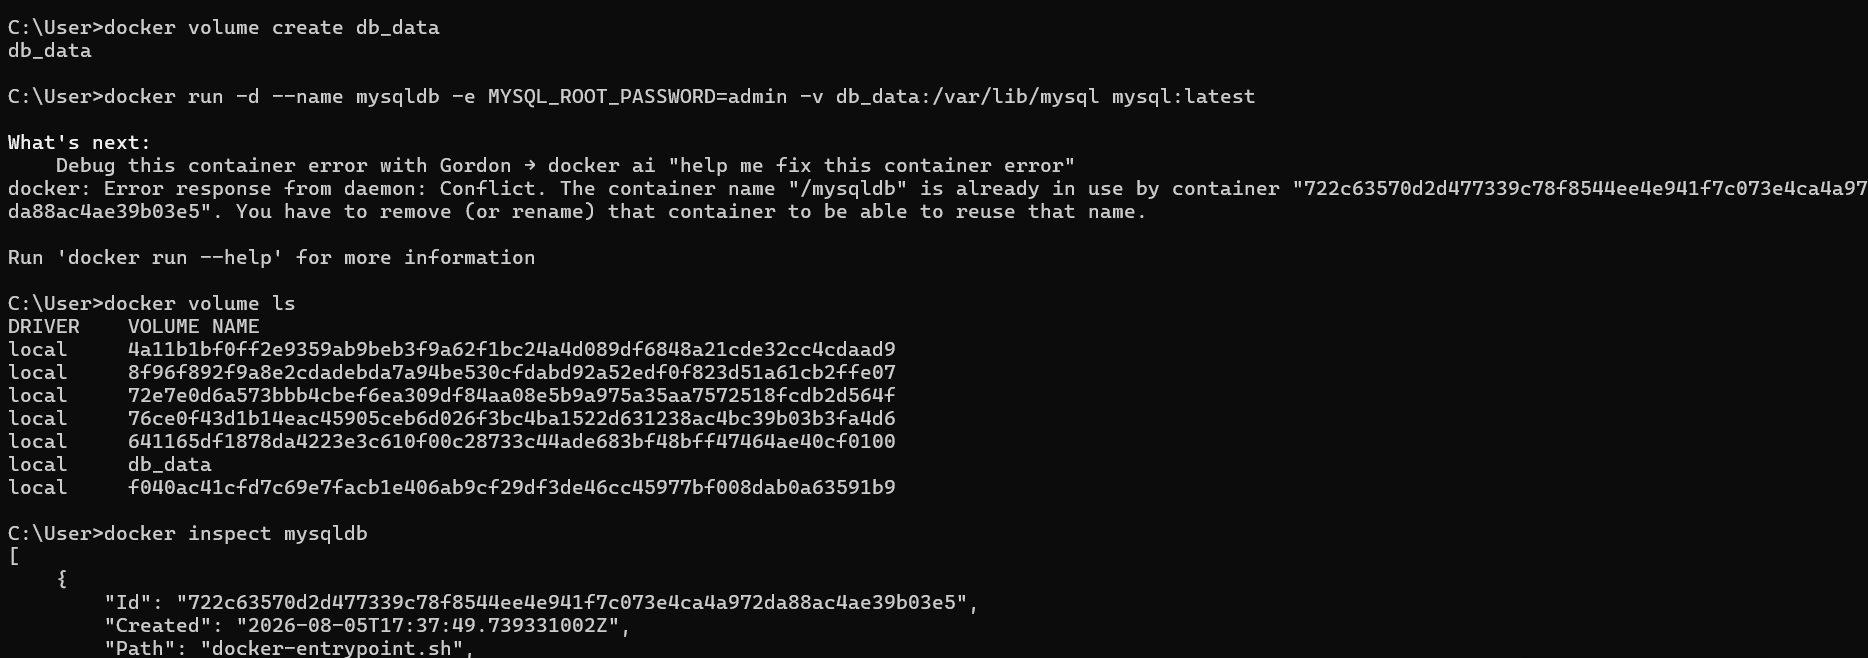 C:\User>docker volume create db_data
db_data
C:\User>docker run -d --name mysqldb -e MYSQL_ROOT_PASSWORD=admin -v db_data:/var/lib/mysql mysql:latest
What's next:
    Debug this container error with Gordon → docker ai "help me fix this container error"
docker: Error response from daemon: Conflict. The container name "/mysqldb" is already in use by container "722c63570d2d477339c78f8544ee4e941f7c073e4ca4a972
da88ac4ae39b03e5". You have to remove (or rename) that container to be able to reuse that name.
Run 'docker run --help' for more information
C:\User>docker volume ls
DRIVER    VOLUME NAME
local     4a11b1bf0ff2e9359ab9beb3f9a62f1bc24a4d089df6848a21cde32cc4cdaad9
local     8f96f892f9a8e2cdadebda7a94be530cfdabd92a52edf0f823d51a61cb2ffe07
local     72e7e0d6a573bbb4cbef6ea309df84aa08e5b9a975a35aa7572518fcdb2d564f
local     76ce0f43d1b14eac45905ceb6d026f3bc4ba1522d631238ac4bc39b03b3fa4d6
local     641165df1878da4223e3c610f00c28733c44ade683bf48bff47464ae40cf0100
local     db_data
local     f040ac41cfd7c69e7facb1e406ab9cf29df3de46cc45977bf008dab0a63591b9
C:\User>docker inspect mysqldb
[
    {
        "Id": "722c63570d2d477339c78f8544ee4e941f7c073e4ca4a972da88ac4ae39b03e5",
        "Created": "2026-08-05T17:37:49.739331002Z",
        "Path": "docker-entrypoint.sh",